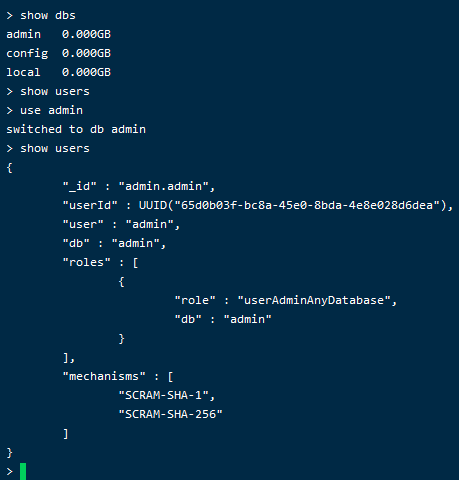 > show dbs
admin   0.000GB
config  0.000GB
local   0.000GB
> show users
> use admin
switched to db admin
> show users
{
        "_id" : "admin.admin",
        "userId" : UUID("65d0b03f-bc8a-45e0-8bda-4e8e028d6dea"),
        "user" : "admin",
        "db" : "admin",
        "roles" : [
                {
                        "role" : "userAdminAnyDatabase",
                        "db" : "admin"
                }
        ],
        "mechanisms" : [
                "SCRAM-SHA-1",
                "SCRAM-SHA-256"
        ]
}
>